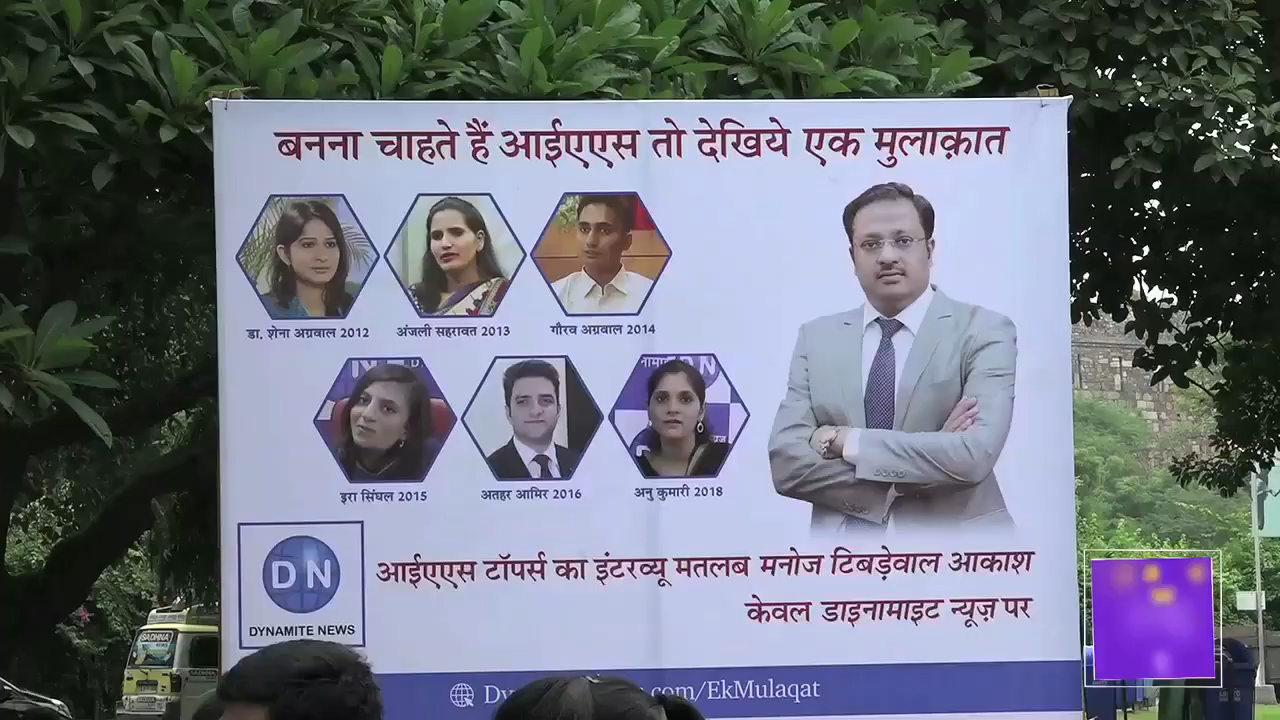 बनना चाहते हैं आईएएस तो देखिये एक मुलाक़ात
डा. शेना अग्रवाल 2012
अंजली सहरावत 2013
गौरव अग्रवाल 2014
इरा सिंघल 2015
अतहर आमिर 2016
अनु कुमारी 2018
DN
DYNAMITE NEWS
आईएएस टॉपर्स का इंटरव्यू मतलब मनोज टिबड़ेवाल आकाश
केवल डाइनामाइट न्यूज़ पर
com/EkMulaqat
SADHNA